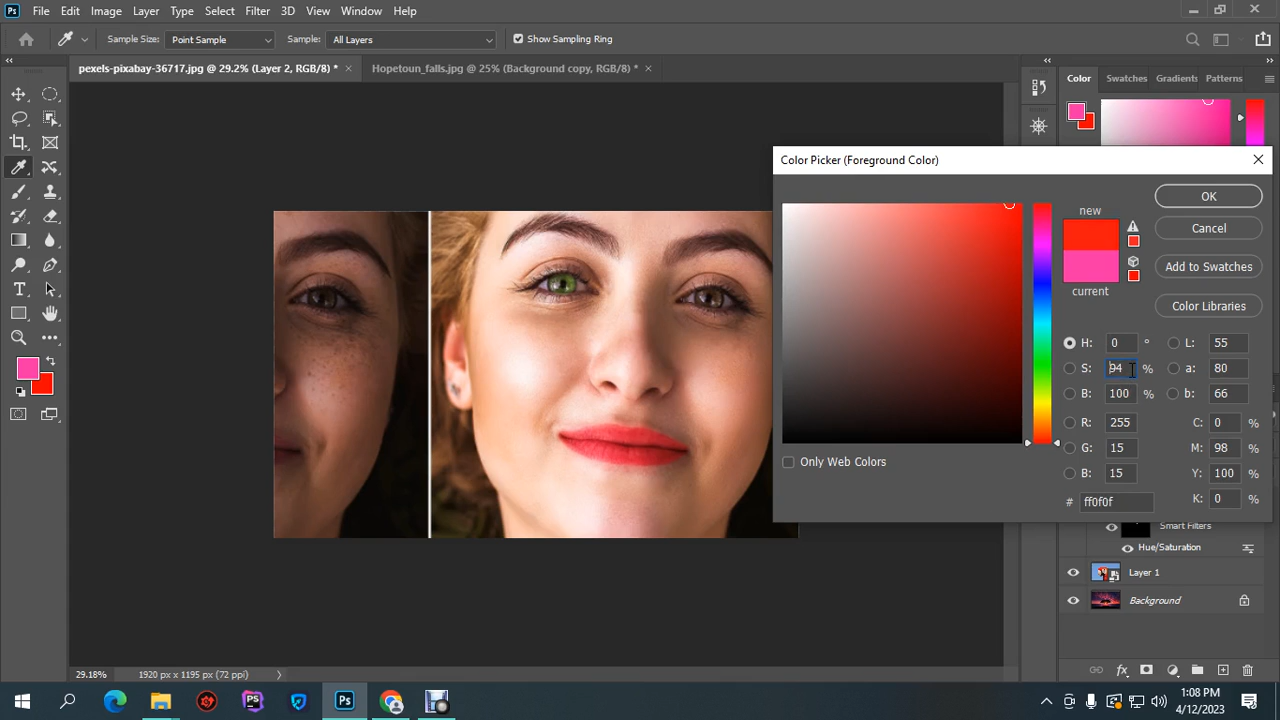 Ps File Edit Image Layer Type Select Filter 3D View Window Help
Sample Size: Point Sample Sample: All Layers Show Sampling Ring
pexels-pixabay-36717.jpg @ 29.2% (Layer 2, RGB/8) * × Hopetoun_falls.jpg @ 25% (Background copy, RGB/8) * ×
Color Swatches Gradients Patterns
Color Picker (Foreground Color)
new
current
OK
Cancel
Add to Swatches
Color Libraries
H: 0 ° L: 55
S: 94 % a: 80
B: 100 % b: 66
R: 255 C: 0 %
G: 15 M: 98 %
B: 15 Y: 100 %
# ff0f0f K: 0 %
Only Web Colors
Smart Filters
Hue/Saturation
Layer 1
Background
29.18% 1920 px x 1195 px (72 ppi)
1:08 PM
4/12/2023